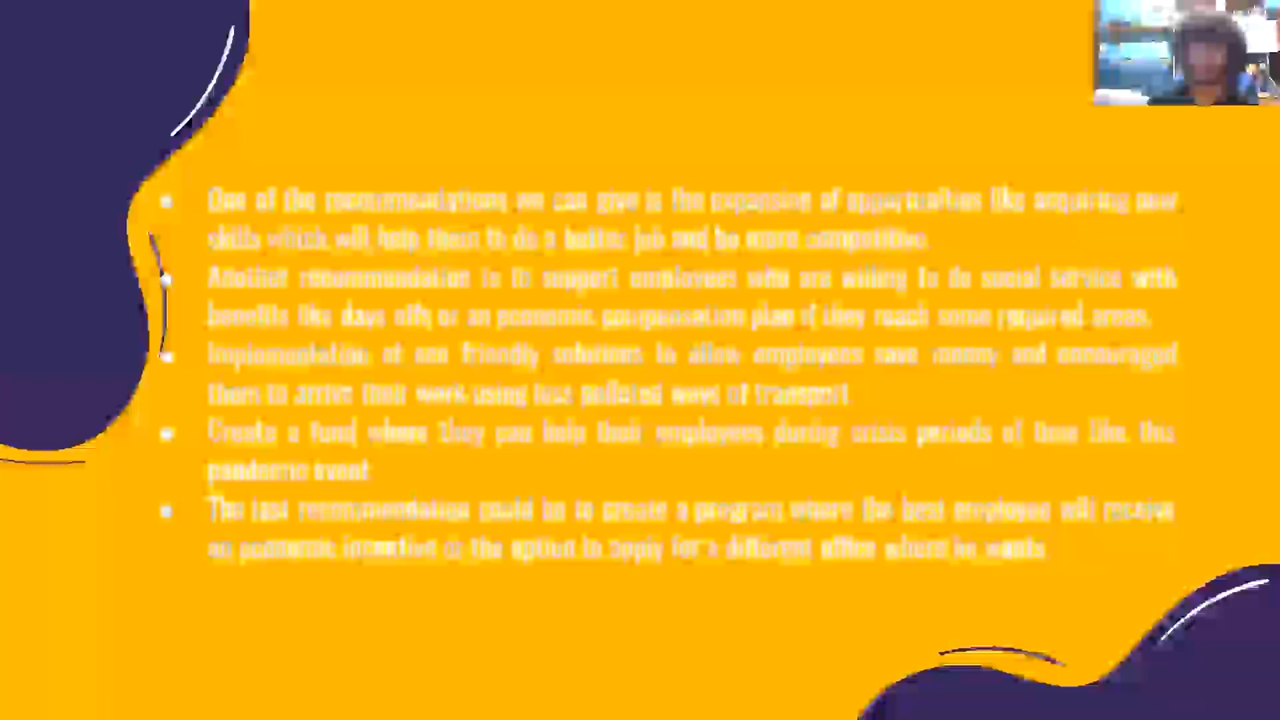 One of the recommendations we can give is the expansive of opportunities like acquiring new
skills which will help them to do a better job and be more competitive.
Another recommendation is to support employees who are willing to do social service with
benefits like days offs or an economic compensation plan if they reach some required areas.
Implementation of eco friendly solutions to allow employees save money and encouraged
them to arrive their work using less polluted ways of transport.
Create a fund where they can help their employees during crisis periods of time like this
pandemic event.
The last recommendation could be to create a program where the best employee will receive
an economic incentive or the option to apply for a different office where he wants.